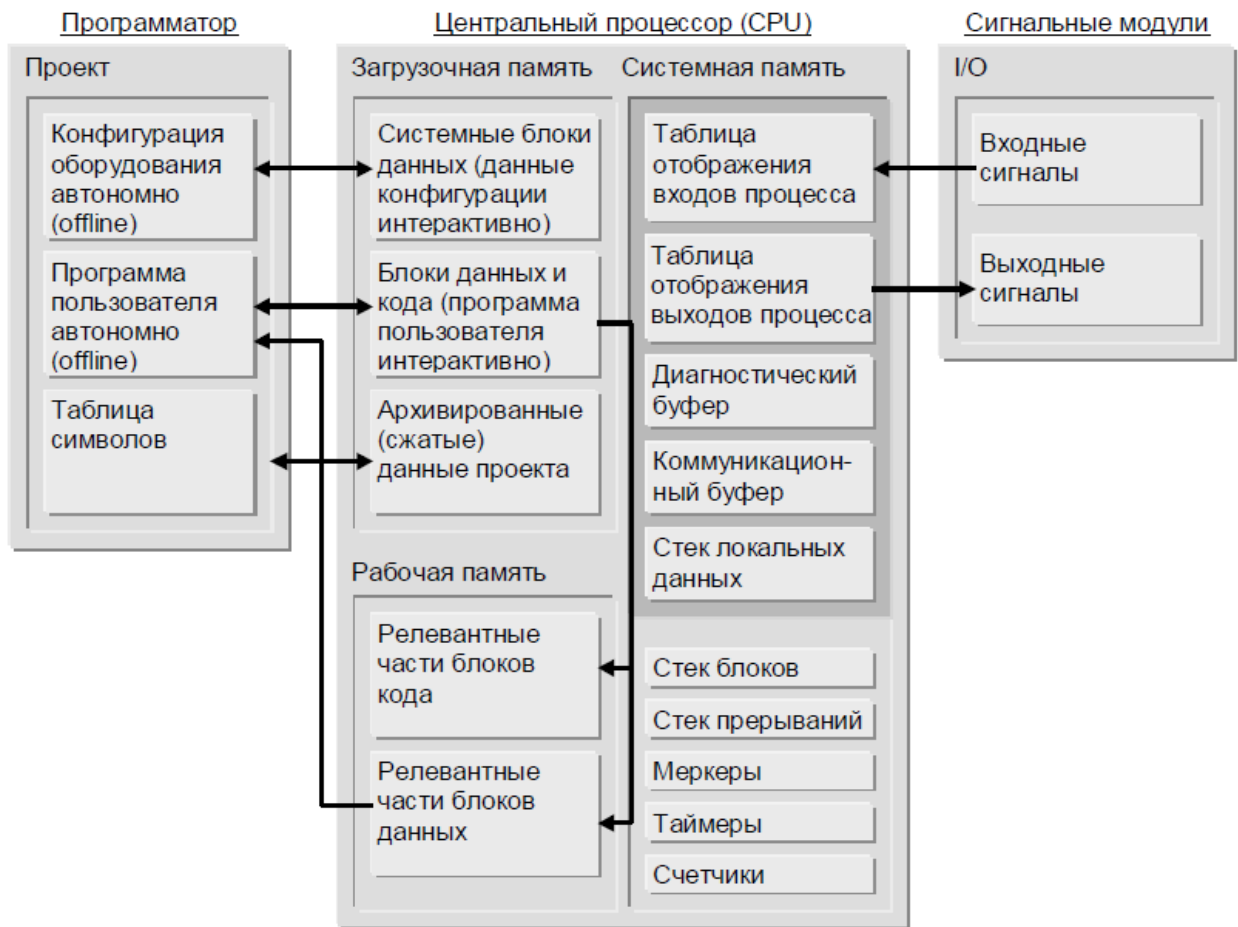 Программатор
Центральный процессор (CPU)
Сигнальные модули
Проект
Конфигурация
оборудования
автономно
(offline)
Программа
пользователя
автономно
(offline)
Таблица
символов
Загрузочная память
Системные блоки
данных (данные
конфигурации
интерактивно)
Блоки данных и
кода (программа
пользователя
интерактивно)
Архивированные
(сжатые)
данные проекта
Рабочая память
Релевантные
части блоков
кода
Релевантные
части блоков
данных
Системная память
Таблица
отображения
входов процесса
Таблица
отображения
выходов процесса
Диагностический
буфер
Коммуникацион-
ный буфер
Стек локальных
данных
Стек блоков
Стек прерываний
Меркеры
Таймеры
Счетчики
I/O
Входные
сигналы
Выходные
сигналы